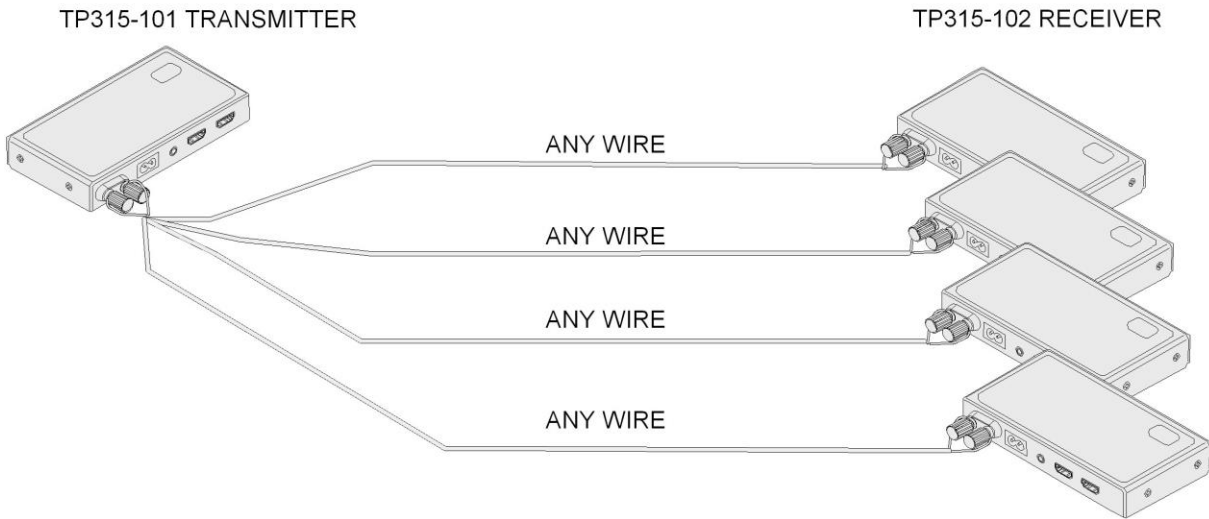 TP315-101 TRANSMITTER
TP315-102 RECEIVER
ANY WIRE
ANY WIRE
ANY WIRE
ANY WIRE